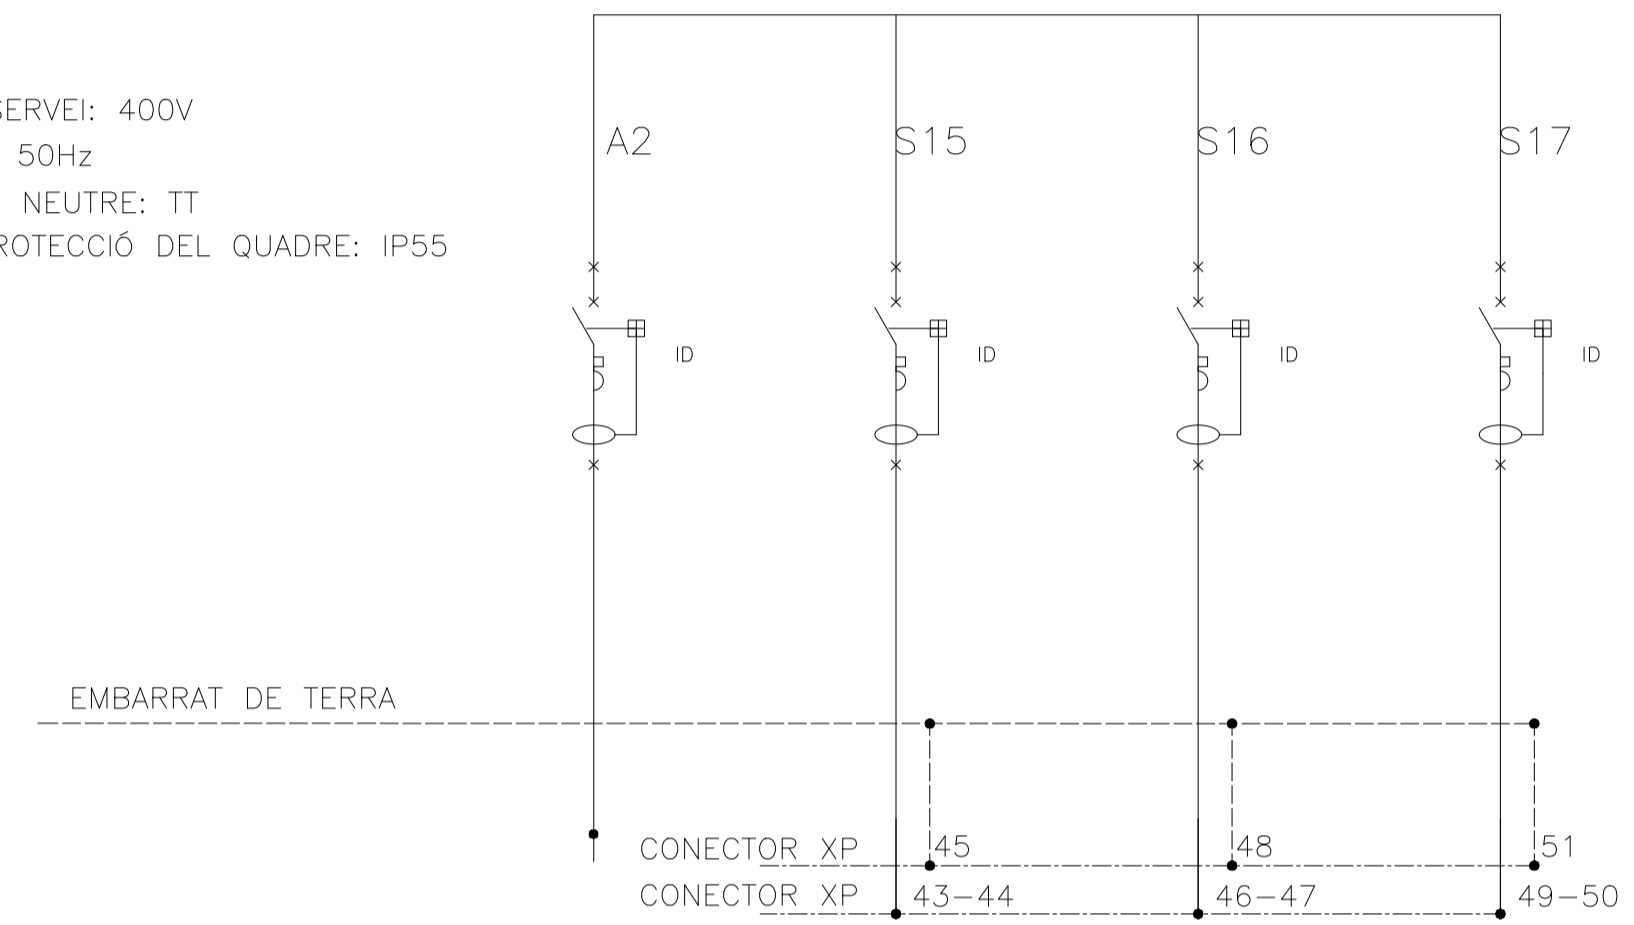 SERVEI: 400V
50Hz
NEUTRE: TT
ROTECCIÓ DEL QUADRE: IP55
A2
S15
S16
S17
ID
ID
ID
ID
EMBARRAT DE TERRA
CONECTOR XP 45 48 51
CONECTOR XP 43-44 46-47 49-50